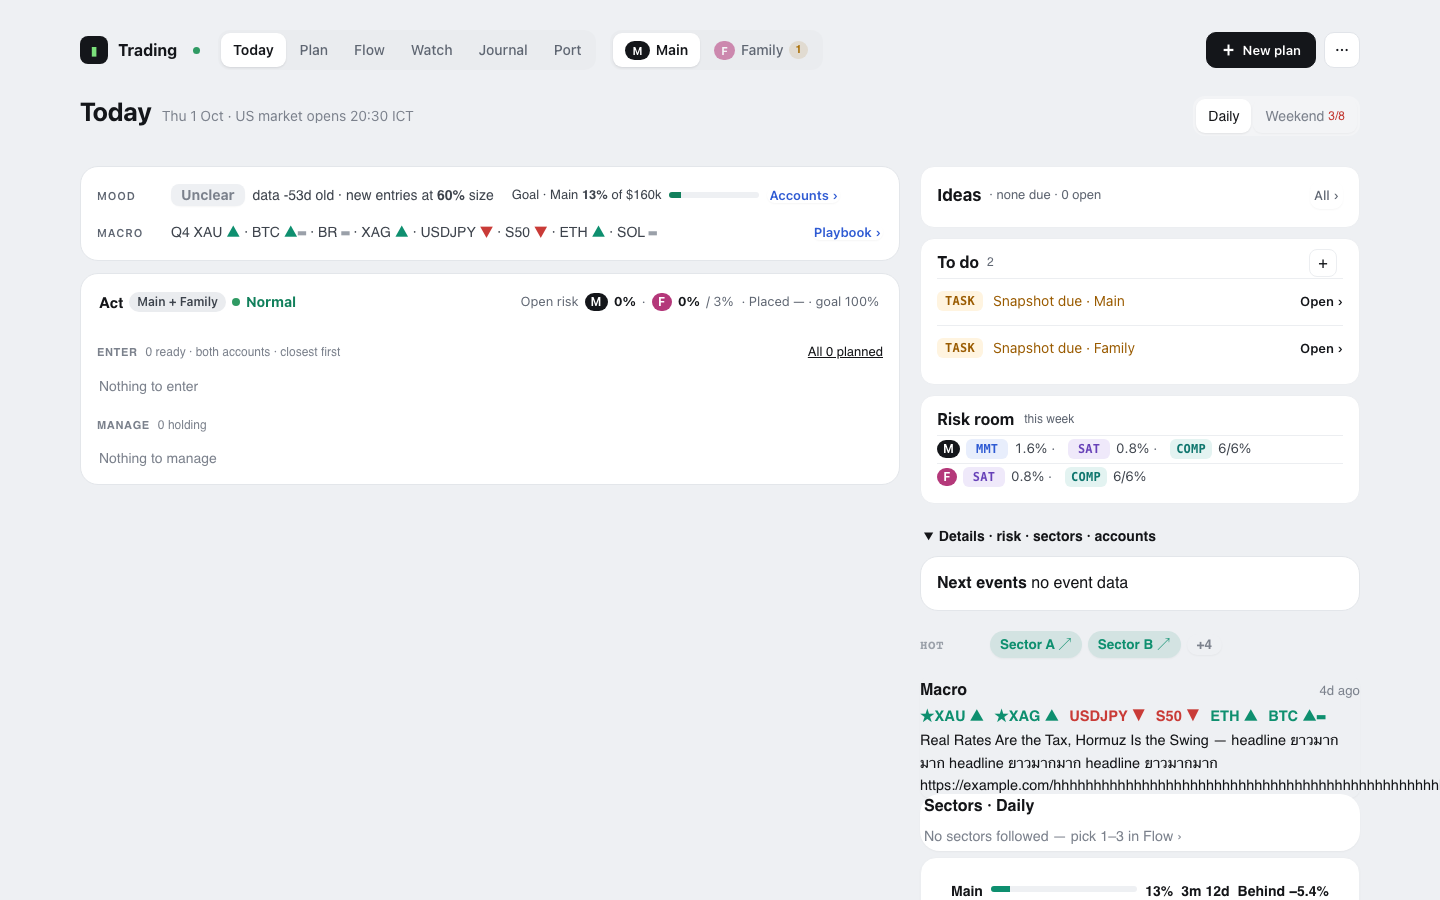 Trading Today Plan Flow Watch Journal Port M Main F Family 1 + New plan ...
Today Thu 1 Oct · US market opens 20:30 ICT Daily Weekend 3/8
MOOD Unclear data -53d old · new entries at 60% size Goal · Main 13% of $160k Accounts ›
MACRO Q4 XAU ▲ · BTC ▲▬ · BR ▬ · XAG ▲ · USDJPY ▼ · S50 ▼ · ETH ▲ · SOL ▬ Playbook ›
Act Main + Family Normal Open risk M 0% · F 0% / 3% · Placed — · goal 100%
ENTER 0 ready · both accounts · closest first All 0 planned
Nothing to enter
MANAGE 0 holding
Nothing to manage
Ideas · none due · 0 open All ›
To do 2 +
TASK Snapshot due · Main Open ›
TASK Snapshot due · Family Open ›
Risk room this week
M MMT 1.6% · SAT 0.8% · COMP 6/6%
F SAT 0.8% · COMP 6/6%
▼ Details · risk · sectors · accounts
Next events no event data
HOT Sector A ↗ Sector B ↗ +4
Macro 4d ago
★XAU ▲ ★XAG ▲ USDJPY ▼ S50 ▼ ETH ▲ BTC ▲▬
Real Rates Are the Tax, Hormuz Is the Swing — headline ยาวมาก
มาก headline ยาวมากมาก headline ยาวมากมาก
https://example.com/hhhhhhhhhhhhhhhhhhhhhhhhhhhhhhhhhhhhhhhhhhhhhhhh
Sectors · Daily
No sectors followed — pick 1–3 in Flow ›
Main 13% 3m 12d Behind −5.4%